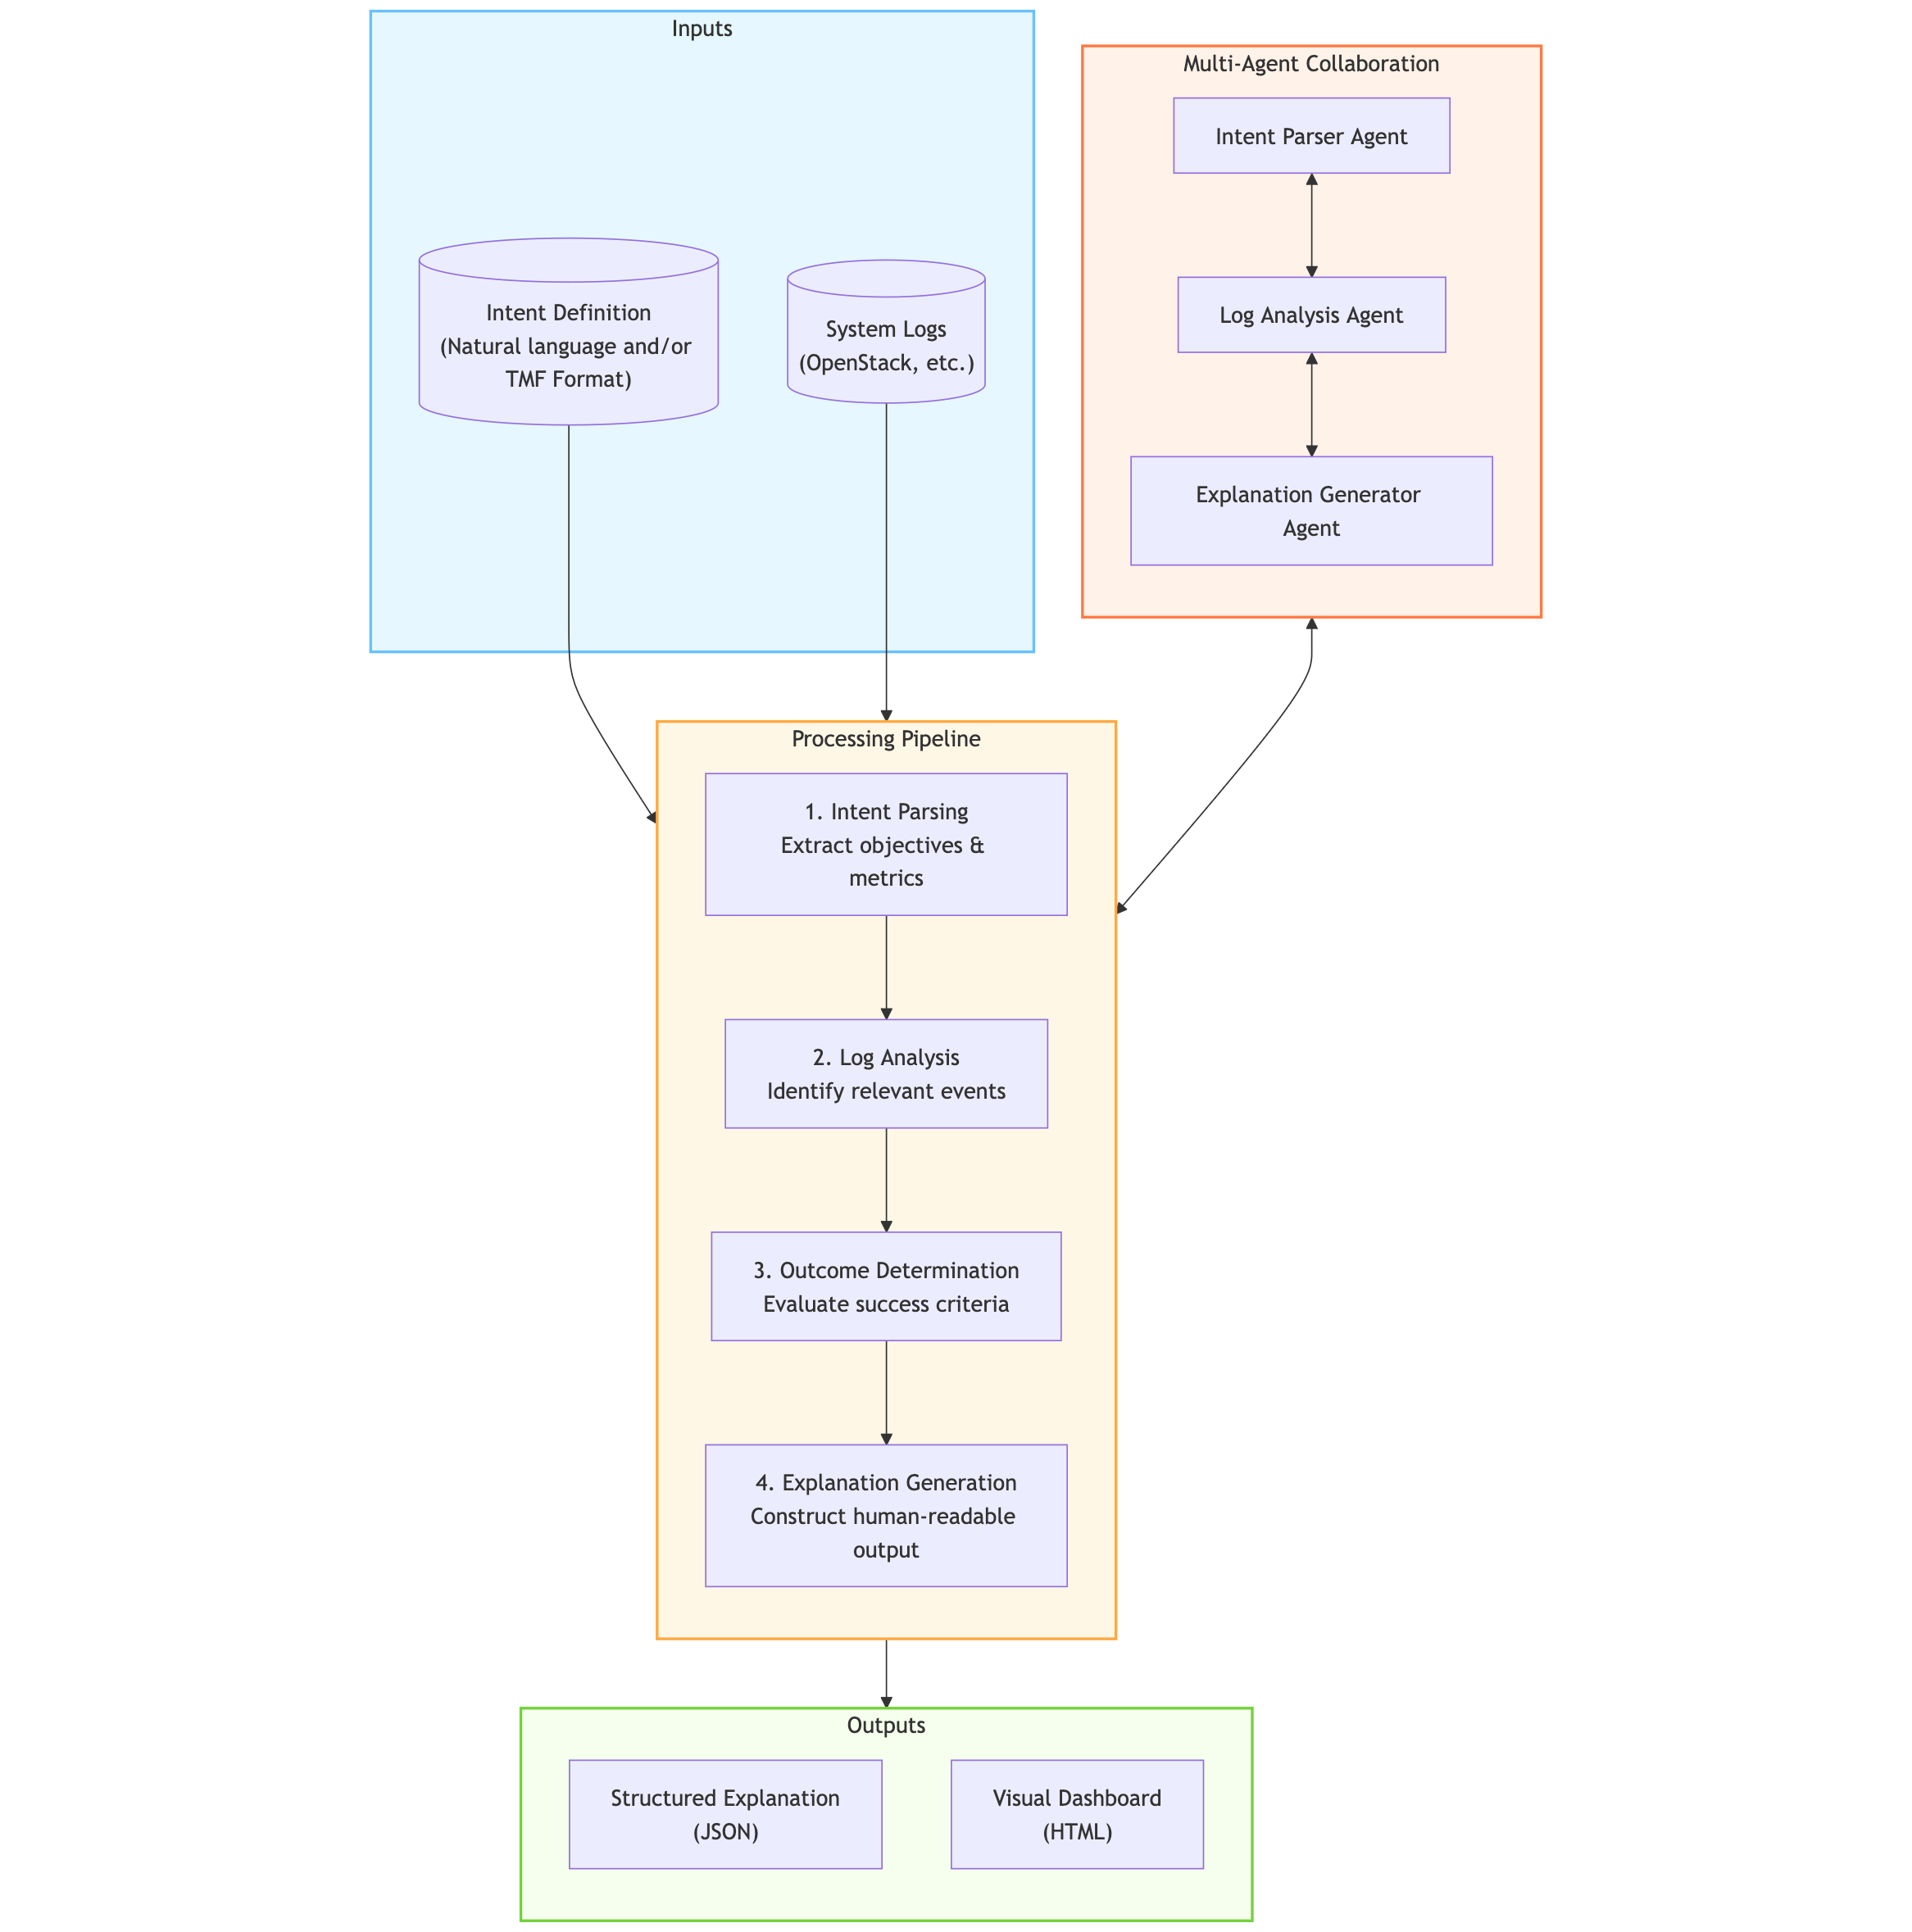 Inputs
Intent Definition
(Natural language and/or
TMF Format)
System Logs
(OpenStack, etc.)
Multi-Agent Collaboration
Intent Parser Agent
Log Analysis Agent
Explanation Generator
Agent
Processing Pipeline
1. Intent Parsing
Extract objectives &
metrics
2. Log Analysis
Identify relevant events
3. Outcome Determination
Evaluate success criteria
4. Explanation Generation
Construct human-readable
output
Outputs
Structured Explanation
(JSON)
Visual Dashboard
(HTML)